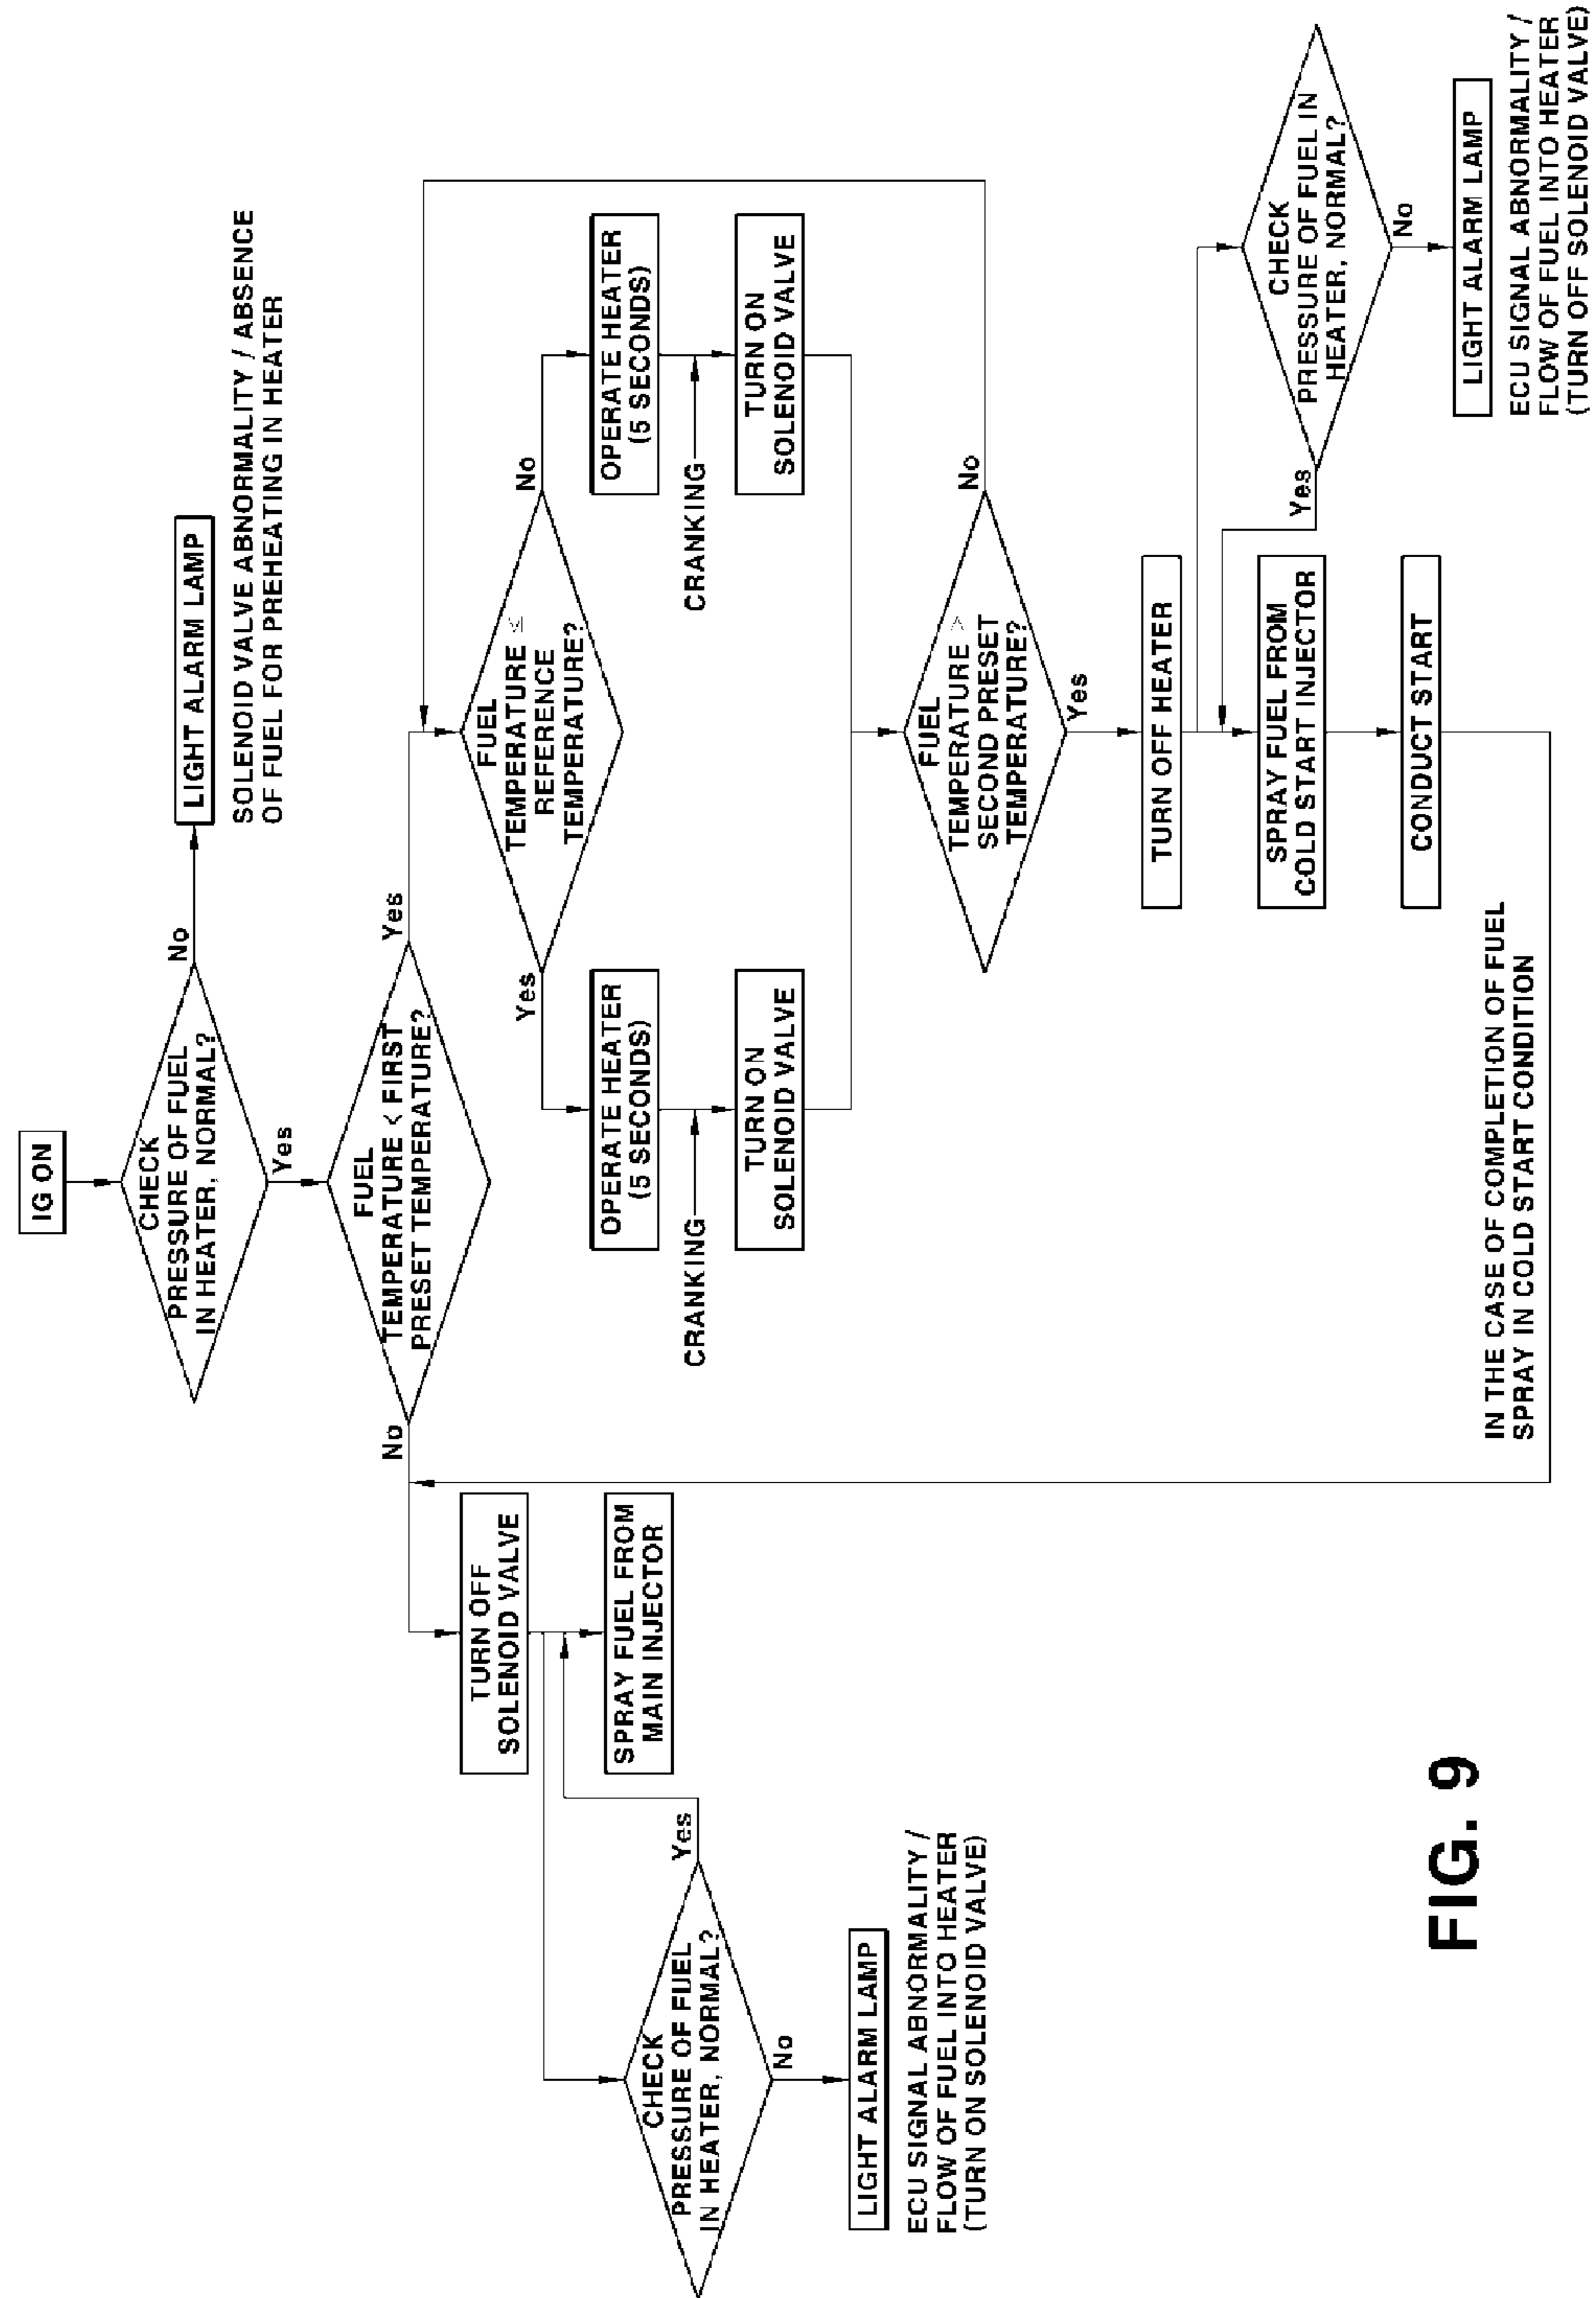 IG ON
CHECK
PRESSURE OF FUEL
IN HEATER, NORMAL?
No
LIGHT ALARM LAMP
SOLENOID VALVE ABNORMALITY / ABSENCE
OF FUEL FOR PREHEATING IN HEATER
Yes
FUEL
TEMPERATURE < FIRST
PRESET TEMPERATURE?
No
Yes
TURN OFF
SOLENOID VALVE
SPRAY FUEL FROM
MAIN INJECTOR
CHECK
PRESSURE OF FUEL
IN HEATER, NORMAL?
Yes
No
LIGHT ALARM LAMP
ECU SIGNAL ABNORMALITY /
FLOW OF FUEL INTO HEATER
(TURN ON SOLENOID VALVE)
FUEL
TEMPERATURE ≤
REFERENCE
TEMPERATURE?
Yes
No
OPERATE HEATER
(5 SECONDS)
CRANKING
TURN ON
SOLENOID VALVE
OPERATE HEATER
(5 SECONDS)
CRANKING
TURN ON
SOLENOID VALVE
FUEL
TEMPERATURE >
SECOND PRESET
TEMPERATURE?
No
Yes
TURN OFF HEATER
SPRAY FUEL FROM
COLD START INJECTOR
CONDUCT START
CHECK
PRESSURE OF FUEL IN
HEATER, NORMAL?
Yes
No
LIGHT ALARM LAMP
ECU SIGNAL ABNORMALITY /
FLOW OF FUEL INTO HEATER
(TURN OFF SOLENOID VALVE)
IN THE CASE OF COMPLETION OF FUEL
SPRAY IN COLD START CONDITION
FIG. 9